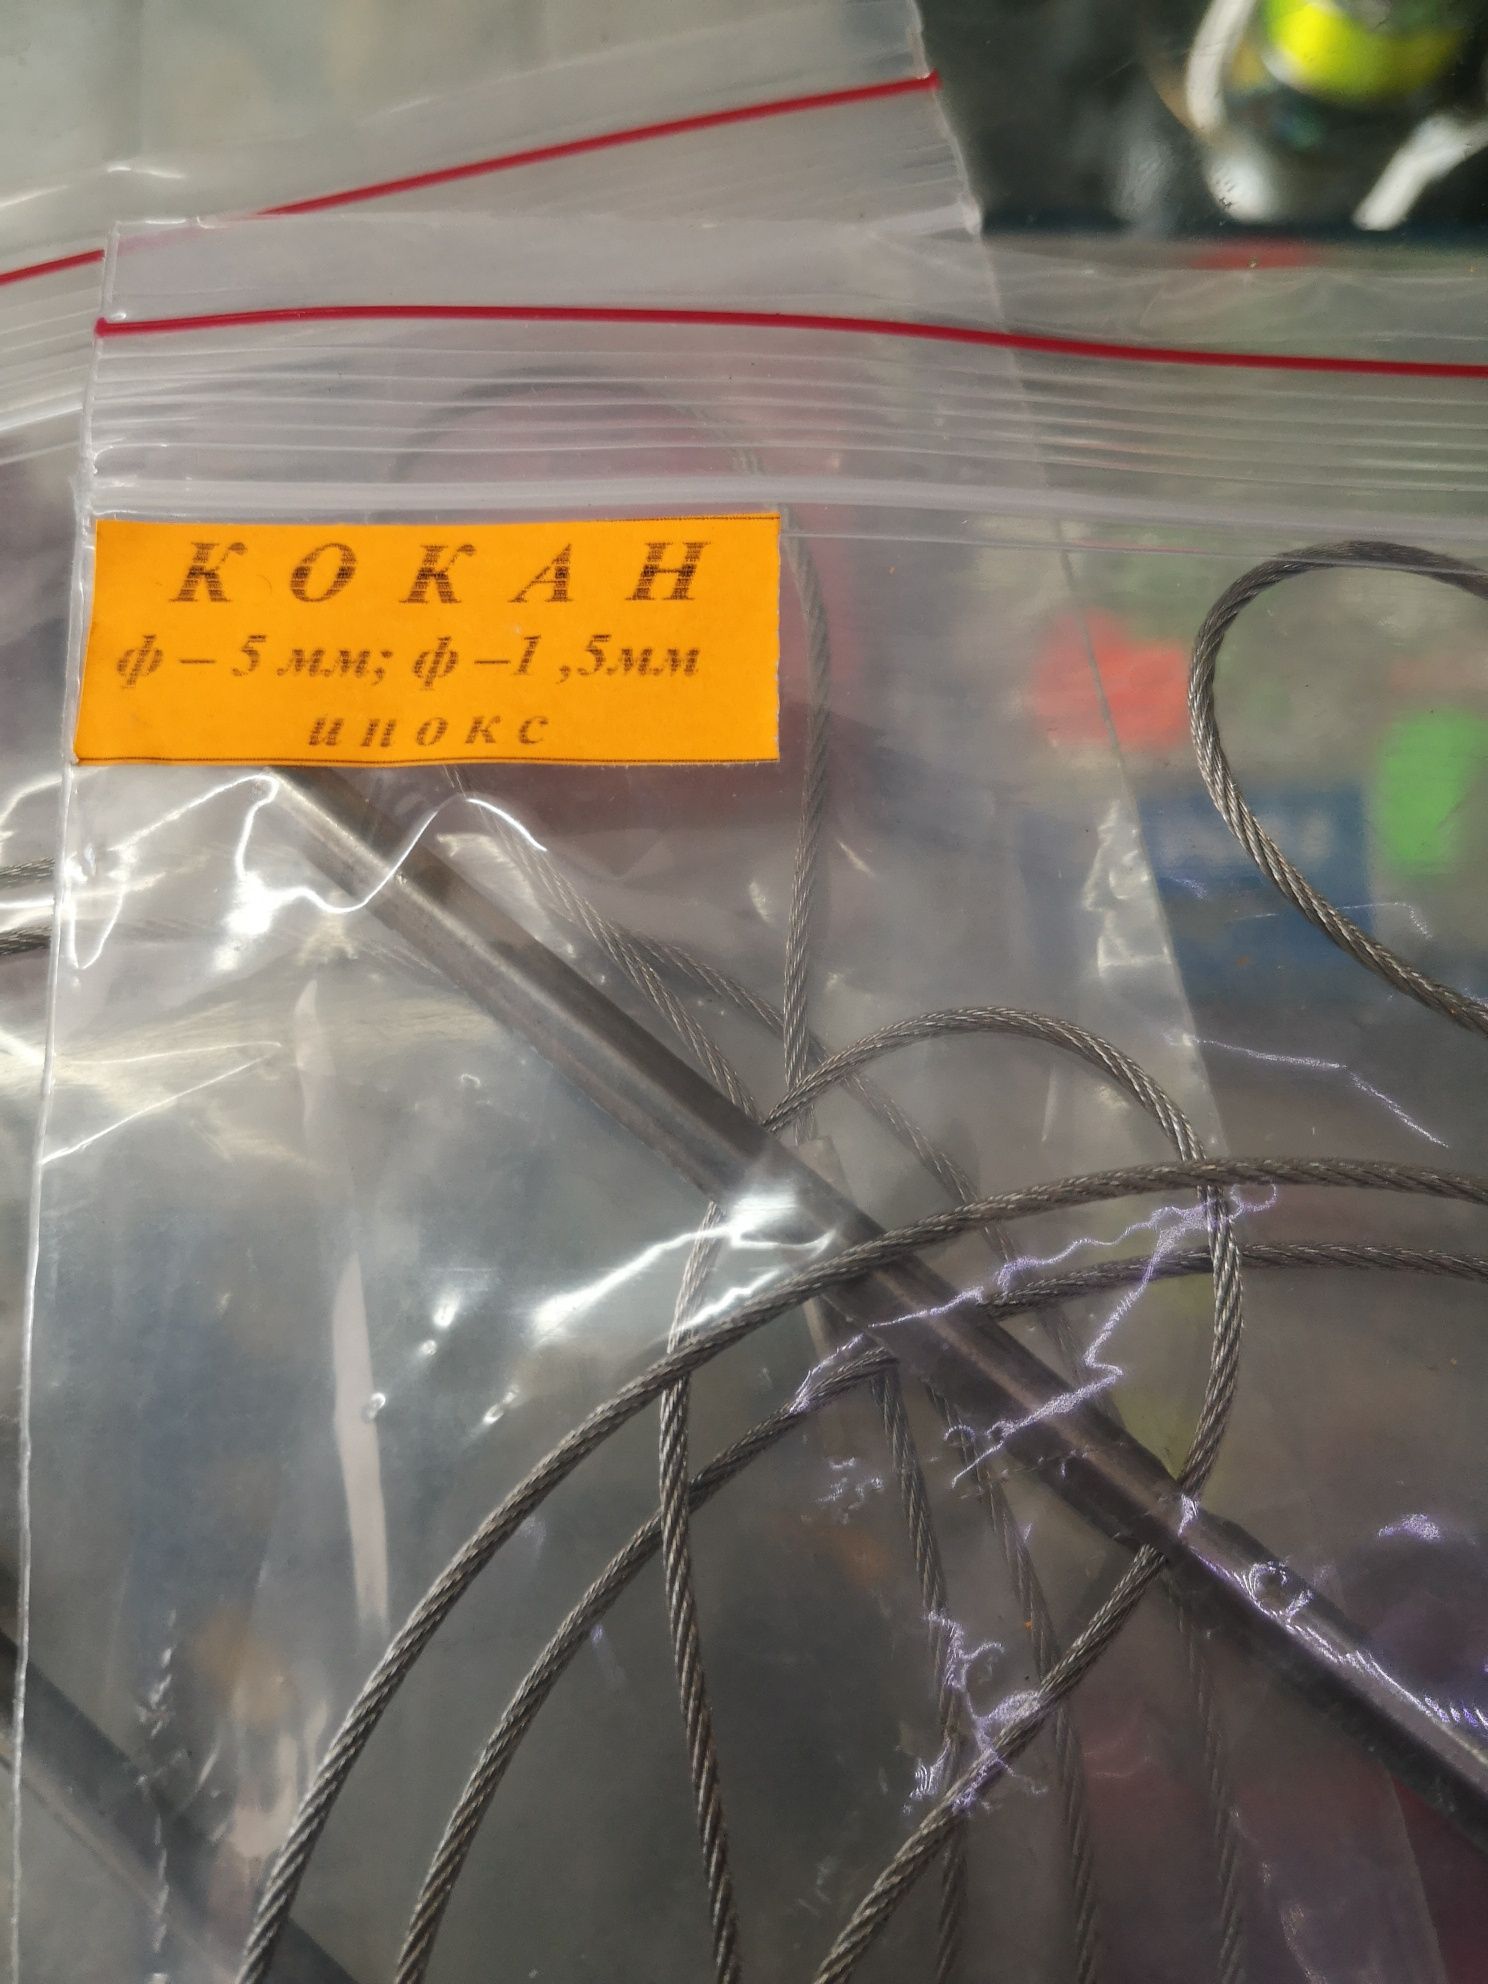 К О К А Н
ф – 5 мм; ф –1 ,5мм
и н о к с